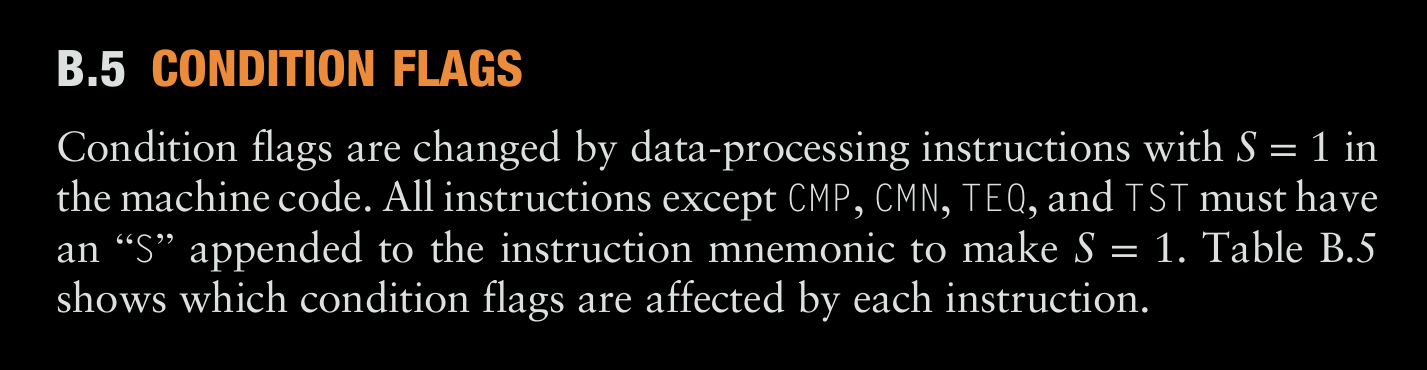 B.5 CONDITION FLAGS
Condition flags are changed by data-processing instructions with S = 1 in
the machine code. All instructions except CMP, CMN, TEQ, and TST must have
an “S” appended to the instruction mnemonic to make S = 1. Table B.5
shows which condition flags are affected by each instruction.